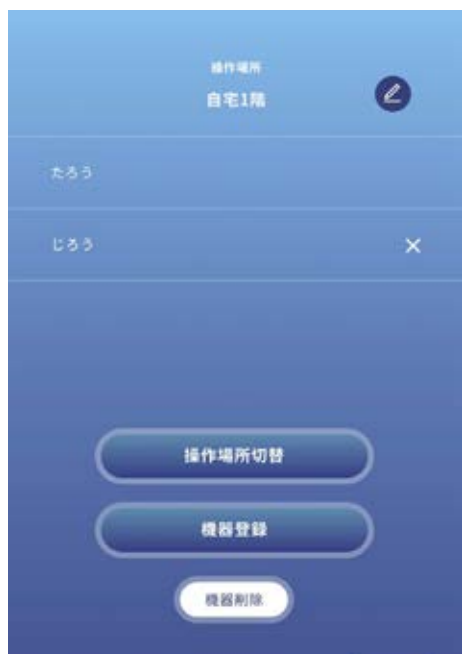 操作場所
自宅1階
たろう
じろう
操作場所切替
機器登録
機器削除